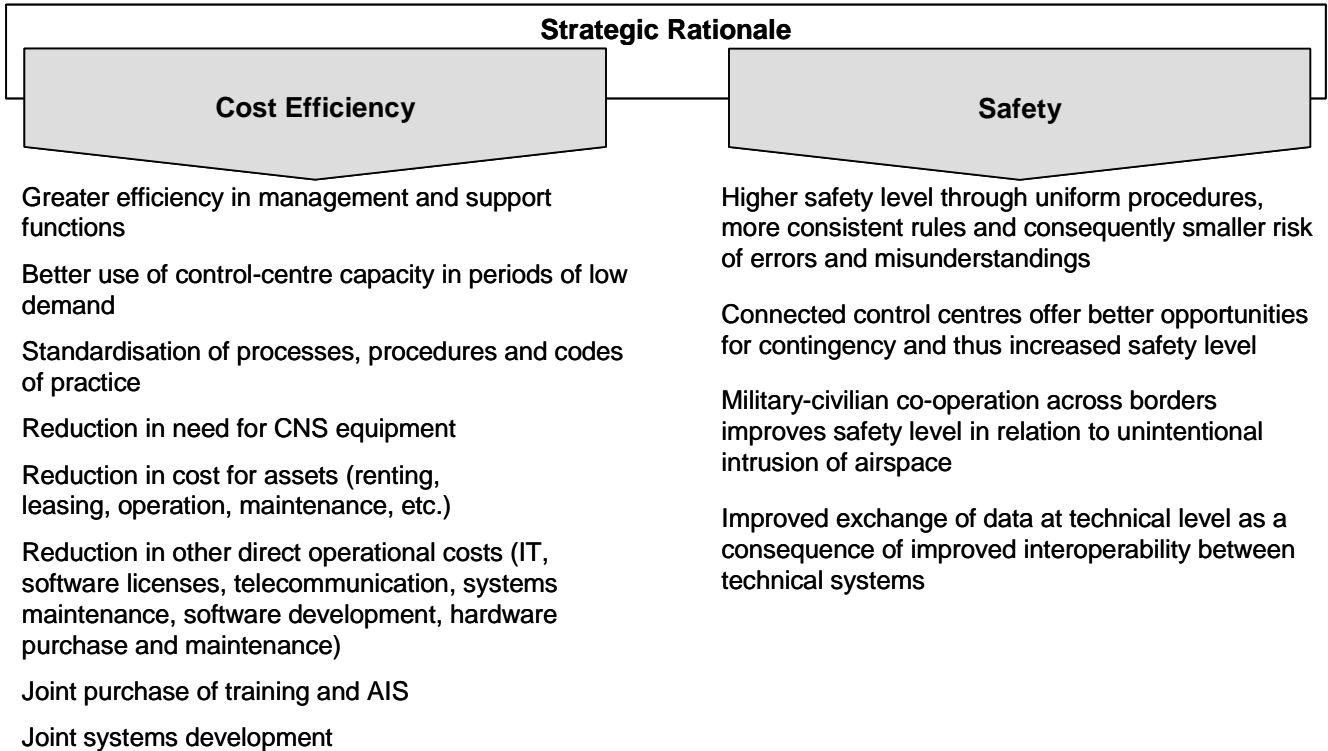 Strategic Rationale
Cost Efficiency
Greater efficiency in management and support
functions
Better use of control-centre capacity in periods of low
demand
Standardisation of processes, procedures and codes
of practice
Reduction in need for CNS equipment
Reduction in cost for assets (renting,
leasing, operation, maintenance, etc.)
Reduction in other direct operational costs (IT,
software licenses, telecommunication, systems
maintenance, software development, hardware
purchase and maintenance)
Joint purchase of training and AIS
Joint systems development
Safety
Higher safety level through uniform procedures,
more consistent rules and consequently smaller risk
of errors and misunderstandings
Connected control centres offer better opportunities
for contingency and thus increased safety level
Military-civilian co-operation across borders
improves safety level in relation to unintentional
intrusion of airspace
Improved exchange of data at technical level as a
consequence of improved interoperability between
technical systems